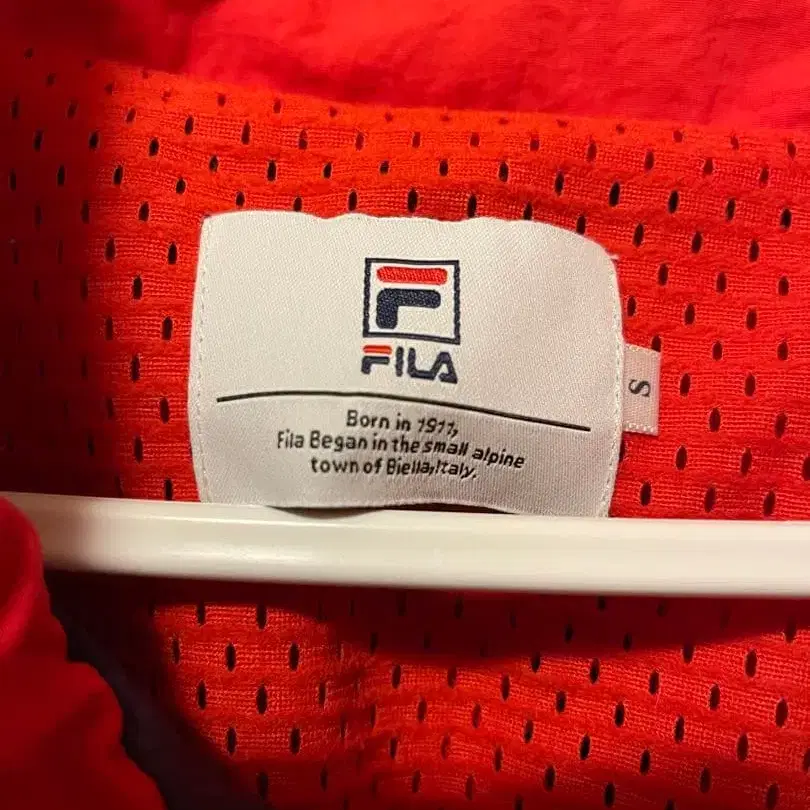 F
FILA
Born in 1911,
Fila Began in the small alpine
town of Biella,Italy.
S